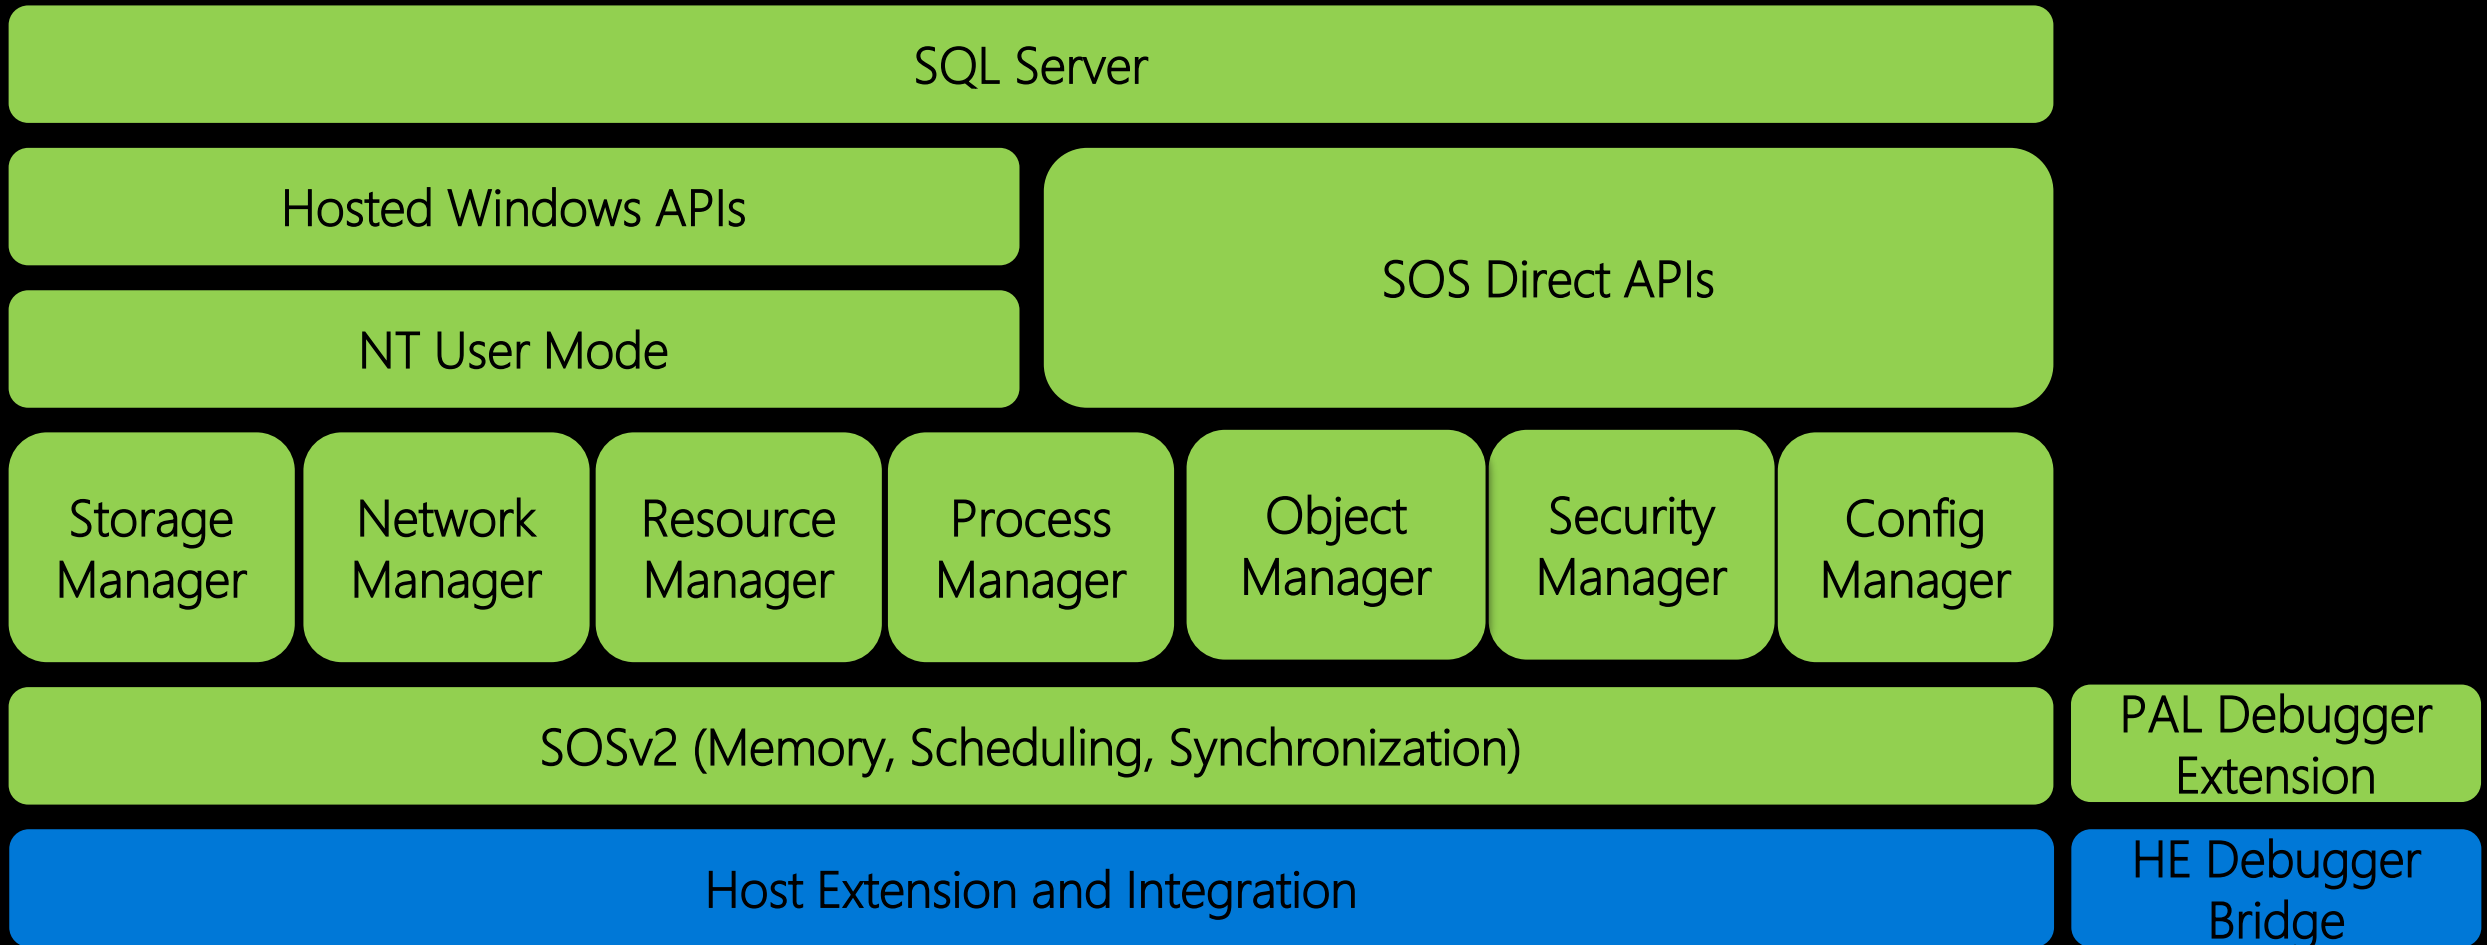 SQL Server
Hosted Windows APIs
SOS Direct APIs
NT User Mode
Storage
Manager
Network
Manager
Resource
Manager
Process
Manager
Object
Manager
Security
Manager
Config
Manager
SOSv2 (Memory, Scheduling, Synchronization)
PAL Debugger
Extension
Host Extension and Integration
HE Debugger
Bridge